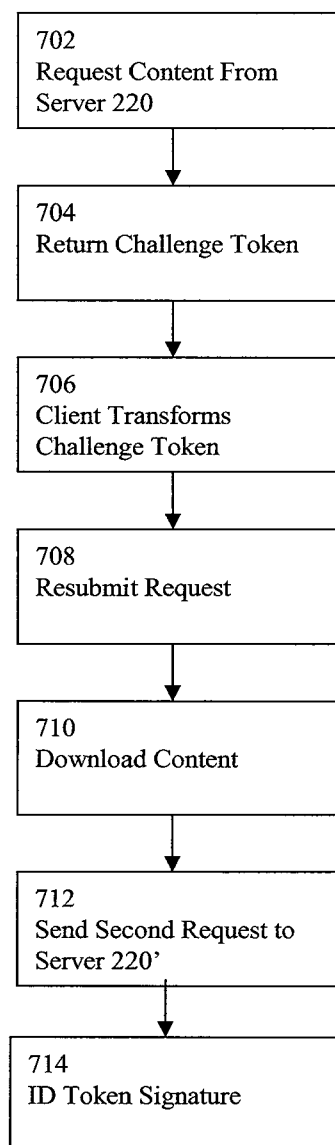 702
Request Content From
Server 220
704
Return Challenge Token
706
Client Transforms
Challenge Token
708
Resubmit Request
710
Download Content
712
Send Second Request to
Server 220’
714
ID Token Signature